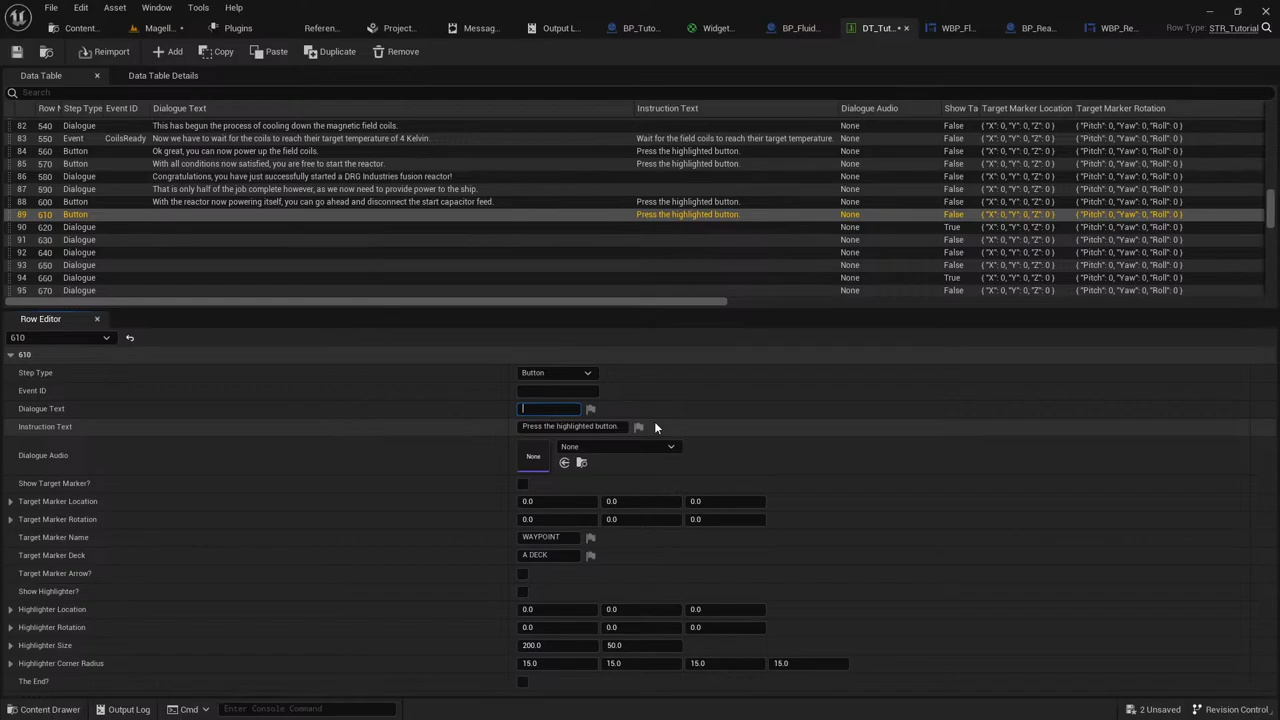 File Edit Asset Window Tools Help
Content... Magell... Plugins Referen... Project... Messag... Output L... BP_Tuto... Widget... BP_Fluid... DT_Tut...• × WBP_Fl... BP_Rea... WBP_Re... Row Type: STR_Tutorial
Reimport Add Copy Paste Duplicate Remove
Data Table × Data Table Details
Search
Row N Step Type Event ID Dialogue Text Instruction Text Dialogue Audio Show Ta Target Marker Location Target Marker Rotation
82 540 Dialogue This has begun the process of cooling down the magnetic field coils. None False { "X": 0, "Y": 0, "Z": 0 } { "Pitch": 0, "Yaw": 0, "Roll": 0 }
83 550 Event CoilsReady Now we have to wait for the coils to reach their target temperature of 4 Kelvin. Wait for the field coils to reach their target temperature. None False { "X": 0, "Y": 0, "Z": 0 } { "Pitch": 0, "Yaw": 0, "Roll": 0 }
84 560 Button Ok great, you can now power up the field coils. Press the highlighted button. None False { "X": 0, "Y": 0, "Z": 0 } { "Pitch": 0, "Yaw": 0, "Roll": 0 }
85 570 Button With all conditions now satisfied, you are free to start the reactor. Press the highlighted button. None False { "X": 0, "Y": 0, "Z": 0 } { "Pitch": 0, "Yaw": 0, "Roll": 0 }
86 580 Dialogue Congratulations, you have just successfully started a DRG Industries fusion reactor! None False { "X": 0, "Y": 0, "Z": 0 } { "Pitch": 0, "Yaw": 0, "Roll": 0 }
87 590 Dialogue That is only half of the job complete however, as we now need to provide power to the ship. None False { "X": 0, "Y": 0, "Z": 0 } { "Pitch": 0, "Yaw": 0, "Roll": 0 }
88 600 Button With the reactor now powering itself, you can go ahead and disconnect the start capacitor feed. Press the highlighted button. None False { "X": 0, "Y": 0, "Z": 0 } { "Pitch": 0, "Yaw": 0, "Roll": 0 }
89 610 Button Press the highlighted button. None False { "X": 0, "Y": 0, "Z": 0 } { "Pitch": 0, "Yaw": 0, "Roll": 0 }
90 620 Dialogue None True { "X": 0, "Y": 0, "Z": 0 } { "Pitch": 0, "Yaw": 0, "Roll": 0 }
91 630 Dialogue None False { "X": 0, "Y": 0, "Z": 0 } { "Pitch": 0, "Yaw": 0, "Roll": 0 }
92 640 Dialogue None False { "X": 0, "Y": 0, "Z": 0 } { "Pitch": 0, "Yaw": 0, "Roll": 0 }
93 650 Dialogue None False { "X": 0, "Y": 0, "Z": 0 } { "Pitch": 0, "Yaw": 0, "Roll": 0 }
94 660 Dialogue None True { "X": 0, "Y": 0, "Z": 0 } { "Pitch": 0, "Yaw": 0, "Roll": 0 }
95 670 Dialogue None False { "X": 0, "Y": 0, "Z": 0 } { "Pitch": 0, "Yaw": 0, "Roll": 0 }
Row Editor ×
610
610
Step Type Button
Event ID
Dialogue Text
Instruction Text Press the highlighted button.
Dialogue Audio None None
Show Target Marker?
Target Marker Location 0.0 0.0 0.0
Target Marker Rotation 0.0 0.0 0.0
Target Marker Name WAYPOINT
Target Marker Deck A DECK
Target Marker Arrow?
Show Highlighter?
Highlighter Location 0.0 0.0 0.0
Highlighter Rotation 0.0 0.0 0.0
Highlighter Size 200.0 50.0
Highlighter Corner Radius 15.0 15.0 15.0 15.0
The End?
Content Drawer Output Log Cmd Enter Console Command 2 Unsaved Revision Control